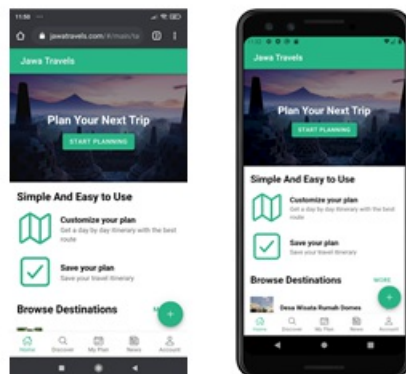 11:50
jawatravels.com/#/main/ta
Jawa Travels
Plan Your Next Trip
START PLANNING
Simple And Easy to Use
Customize your plan
Get a day by day itinerary with the best
route
Save your plan
Save your travel itinerary
Browse Destinations
Home
Discover
My Plan
News
Account
Jawa Travels
Plan Your Next Trip
START PLANNING
Simple And Easy to Use
Customize your plan
Get a day by day itinerary with the best
route
Save your plan
Save your travel itinerary
Browse Destinations
MORE
Desa Wisata Rumah Domes
Home
Discover
My Plan
News
Account